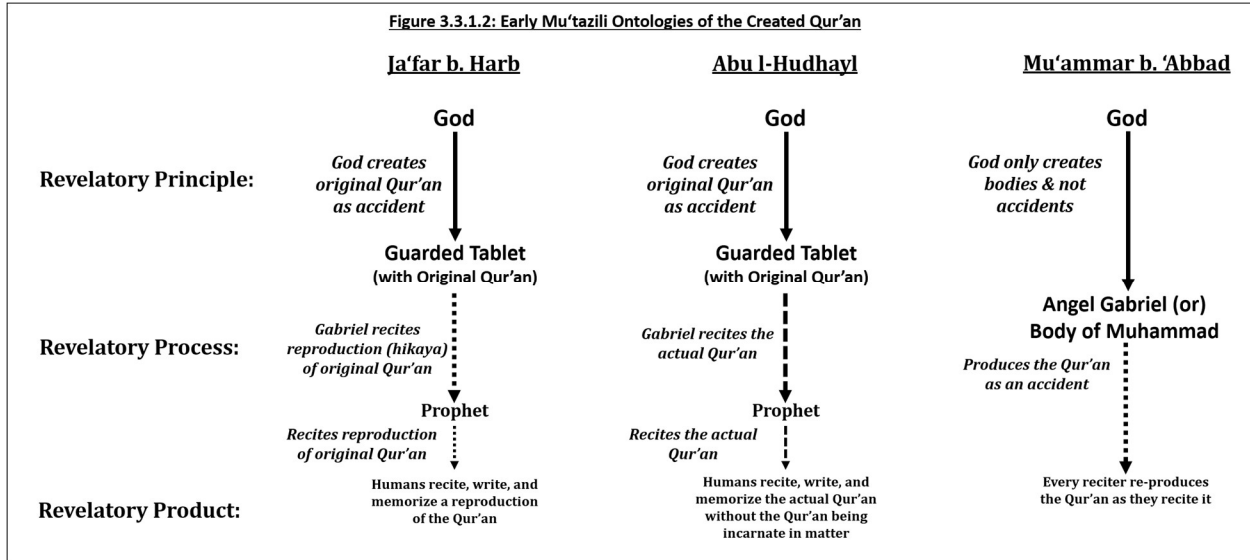 Figure 3.3.1.2: Early Mu‘tazili Ontologies of the Created Qur’an
Ja‘far b. Harb
Abu l-Hudhayl
Mu‘ammar b. ‘Abbad
God
God
God
Revelatory Principle:
God creates
original Qur’an
as accident
God creates
original Qur’an
as accident
God only creates
bodies & not
accidents
Guarded Tablet
(with Original Qur’an)
Guarded Tablet
(with Original Qur’an)
Angel Gabriel (or)
Body of Muhammad
Revelatory Process:
Gabriel recites
reproduction (hikaya)
of original Qur’an
Gabriel recites the
actual Qur’an
Produces the Qur’an
as an accident
Prophet
Prophet
Recites reproduction
of original Qur’an
Recites the actual
Qur’an
Revelatory Product:
Humans recite, write, and
memorize a reproduction
of the Qur’an
Humans recite, write, and
memorize the actual Qur’an
without the Qur’an being
incarnate in matter
Every reciter re-produces
the Qur’an as they recite it